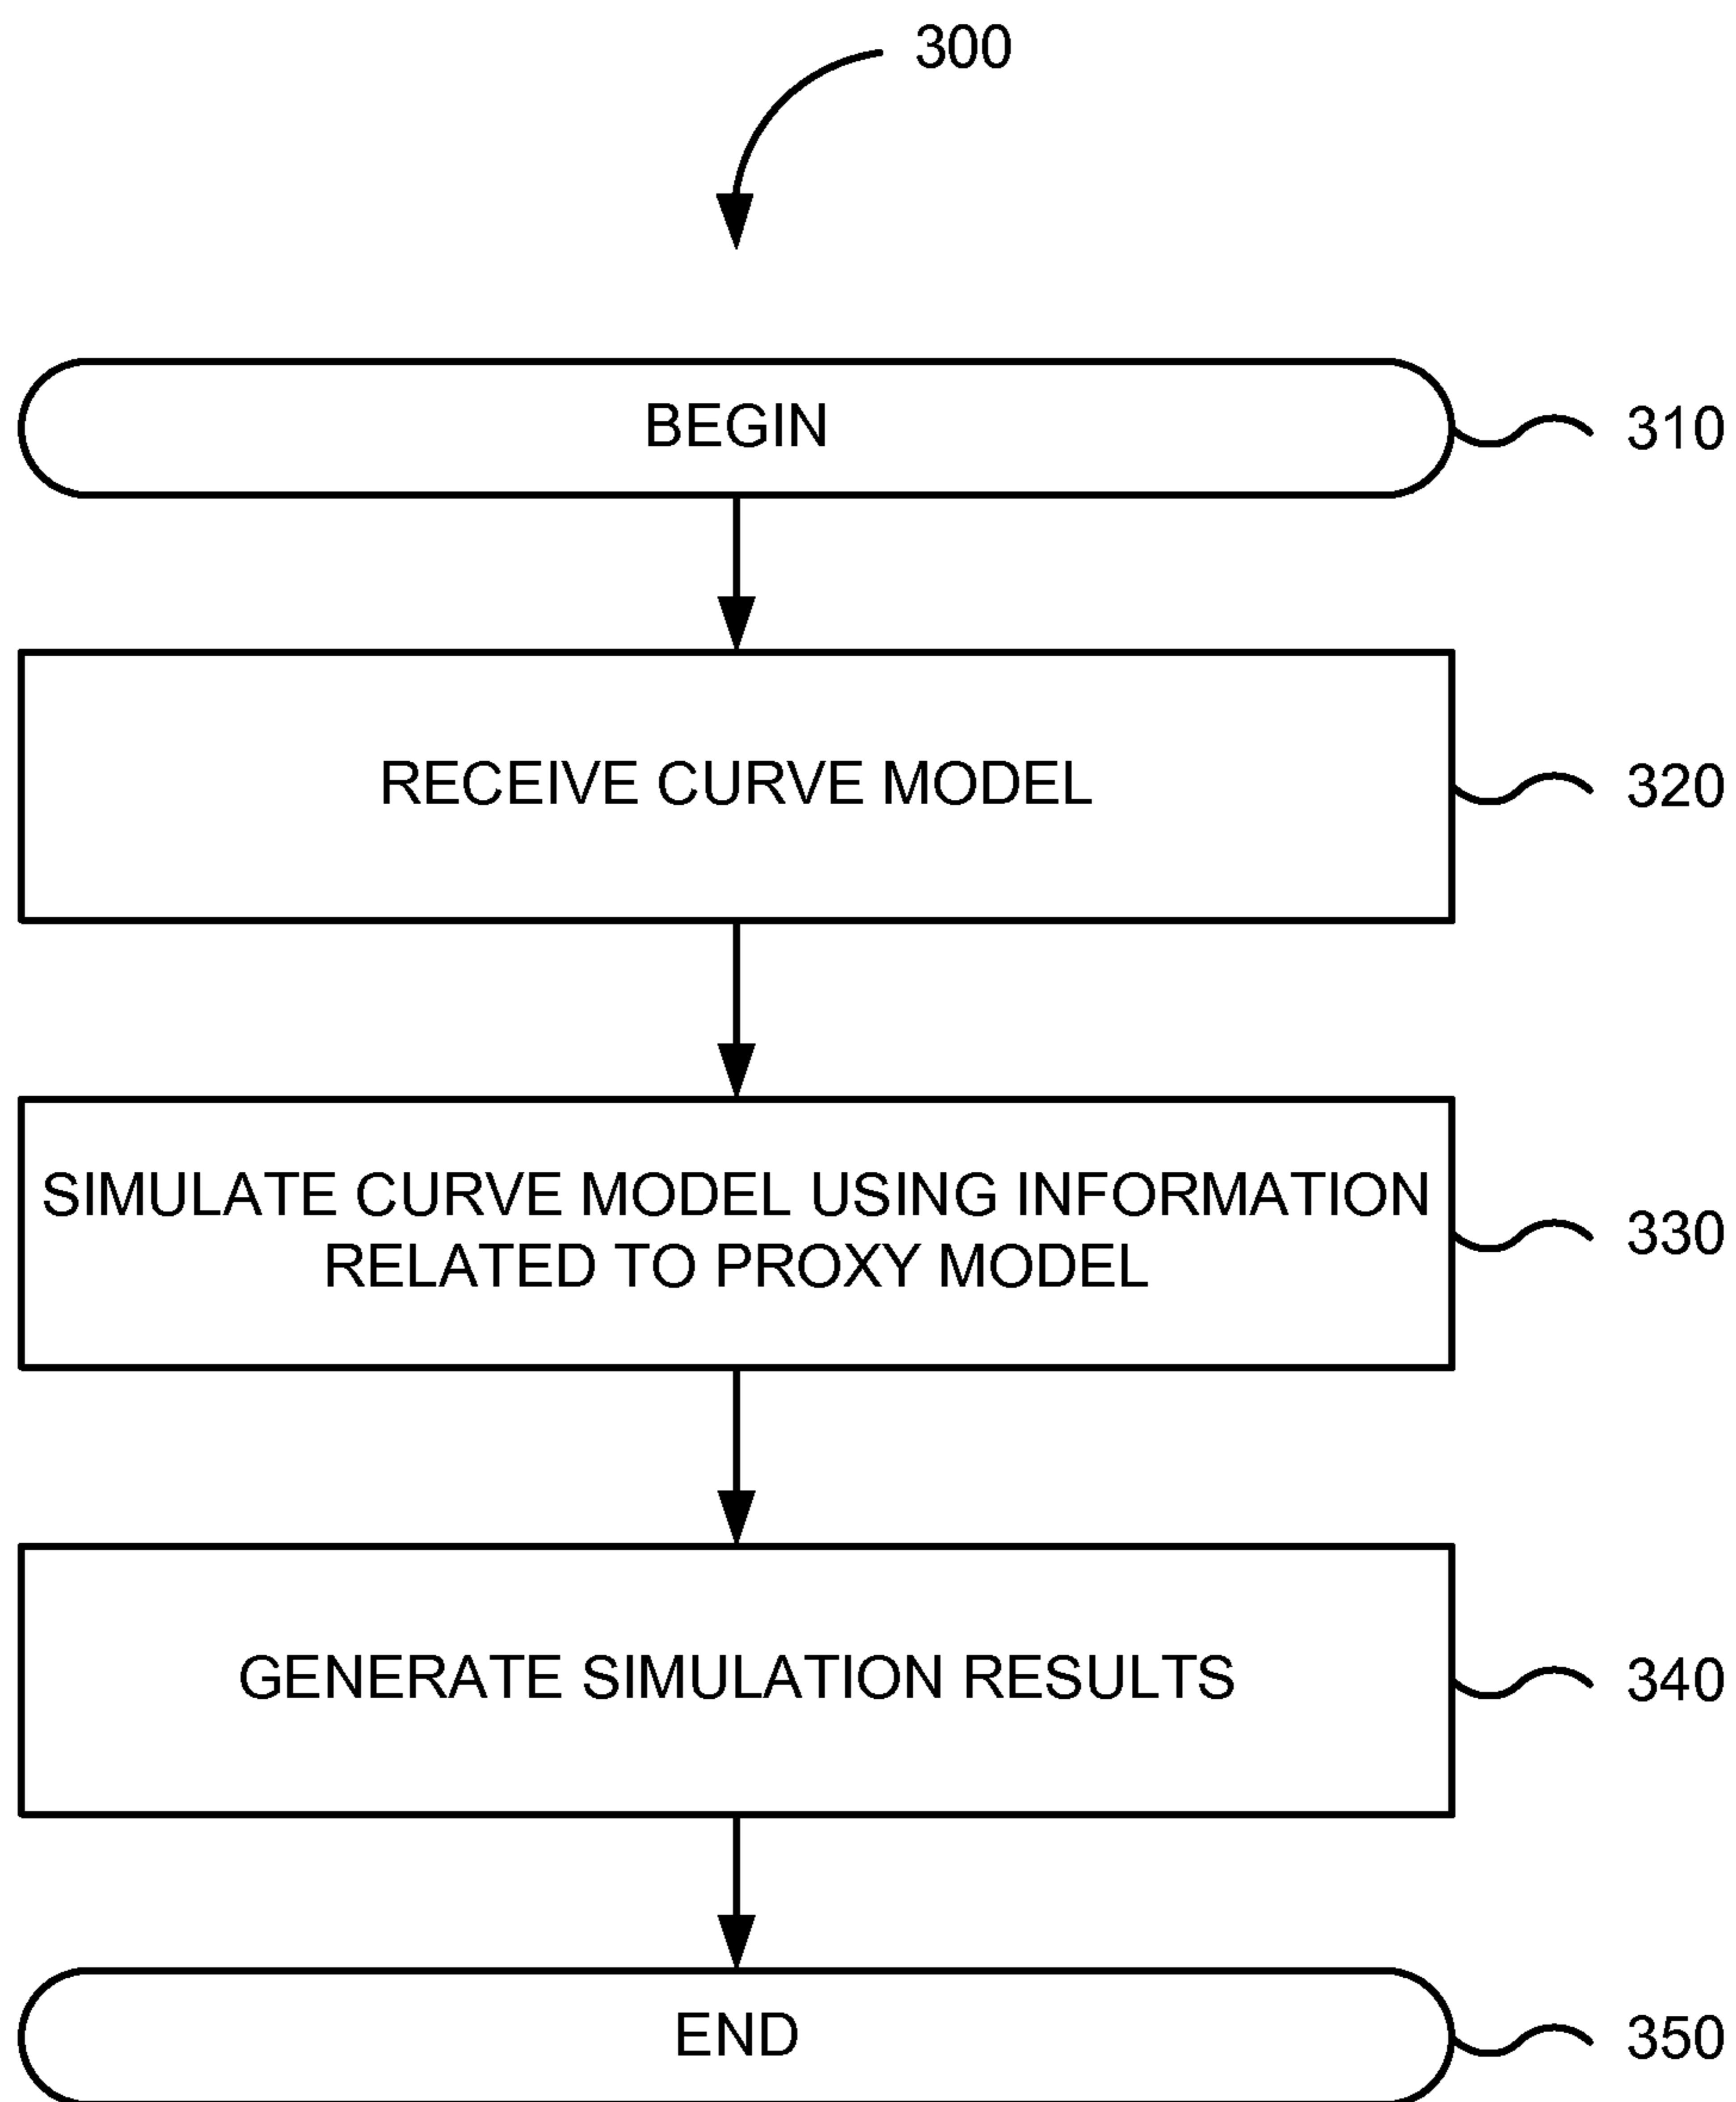 300
BEGIN
310
RECEIVE CURVE MODEL
320
SIMULATE CURVE MODEL USING INFORMATION
RELATED TO PROXY MODEL
330
GENERATE SIMULATION RESULTS
340
END
350